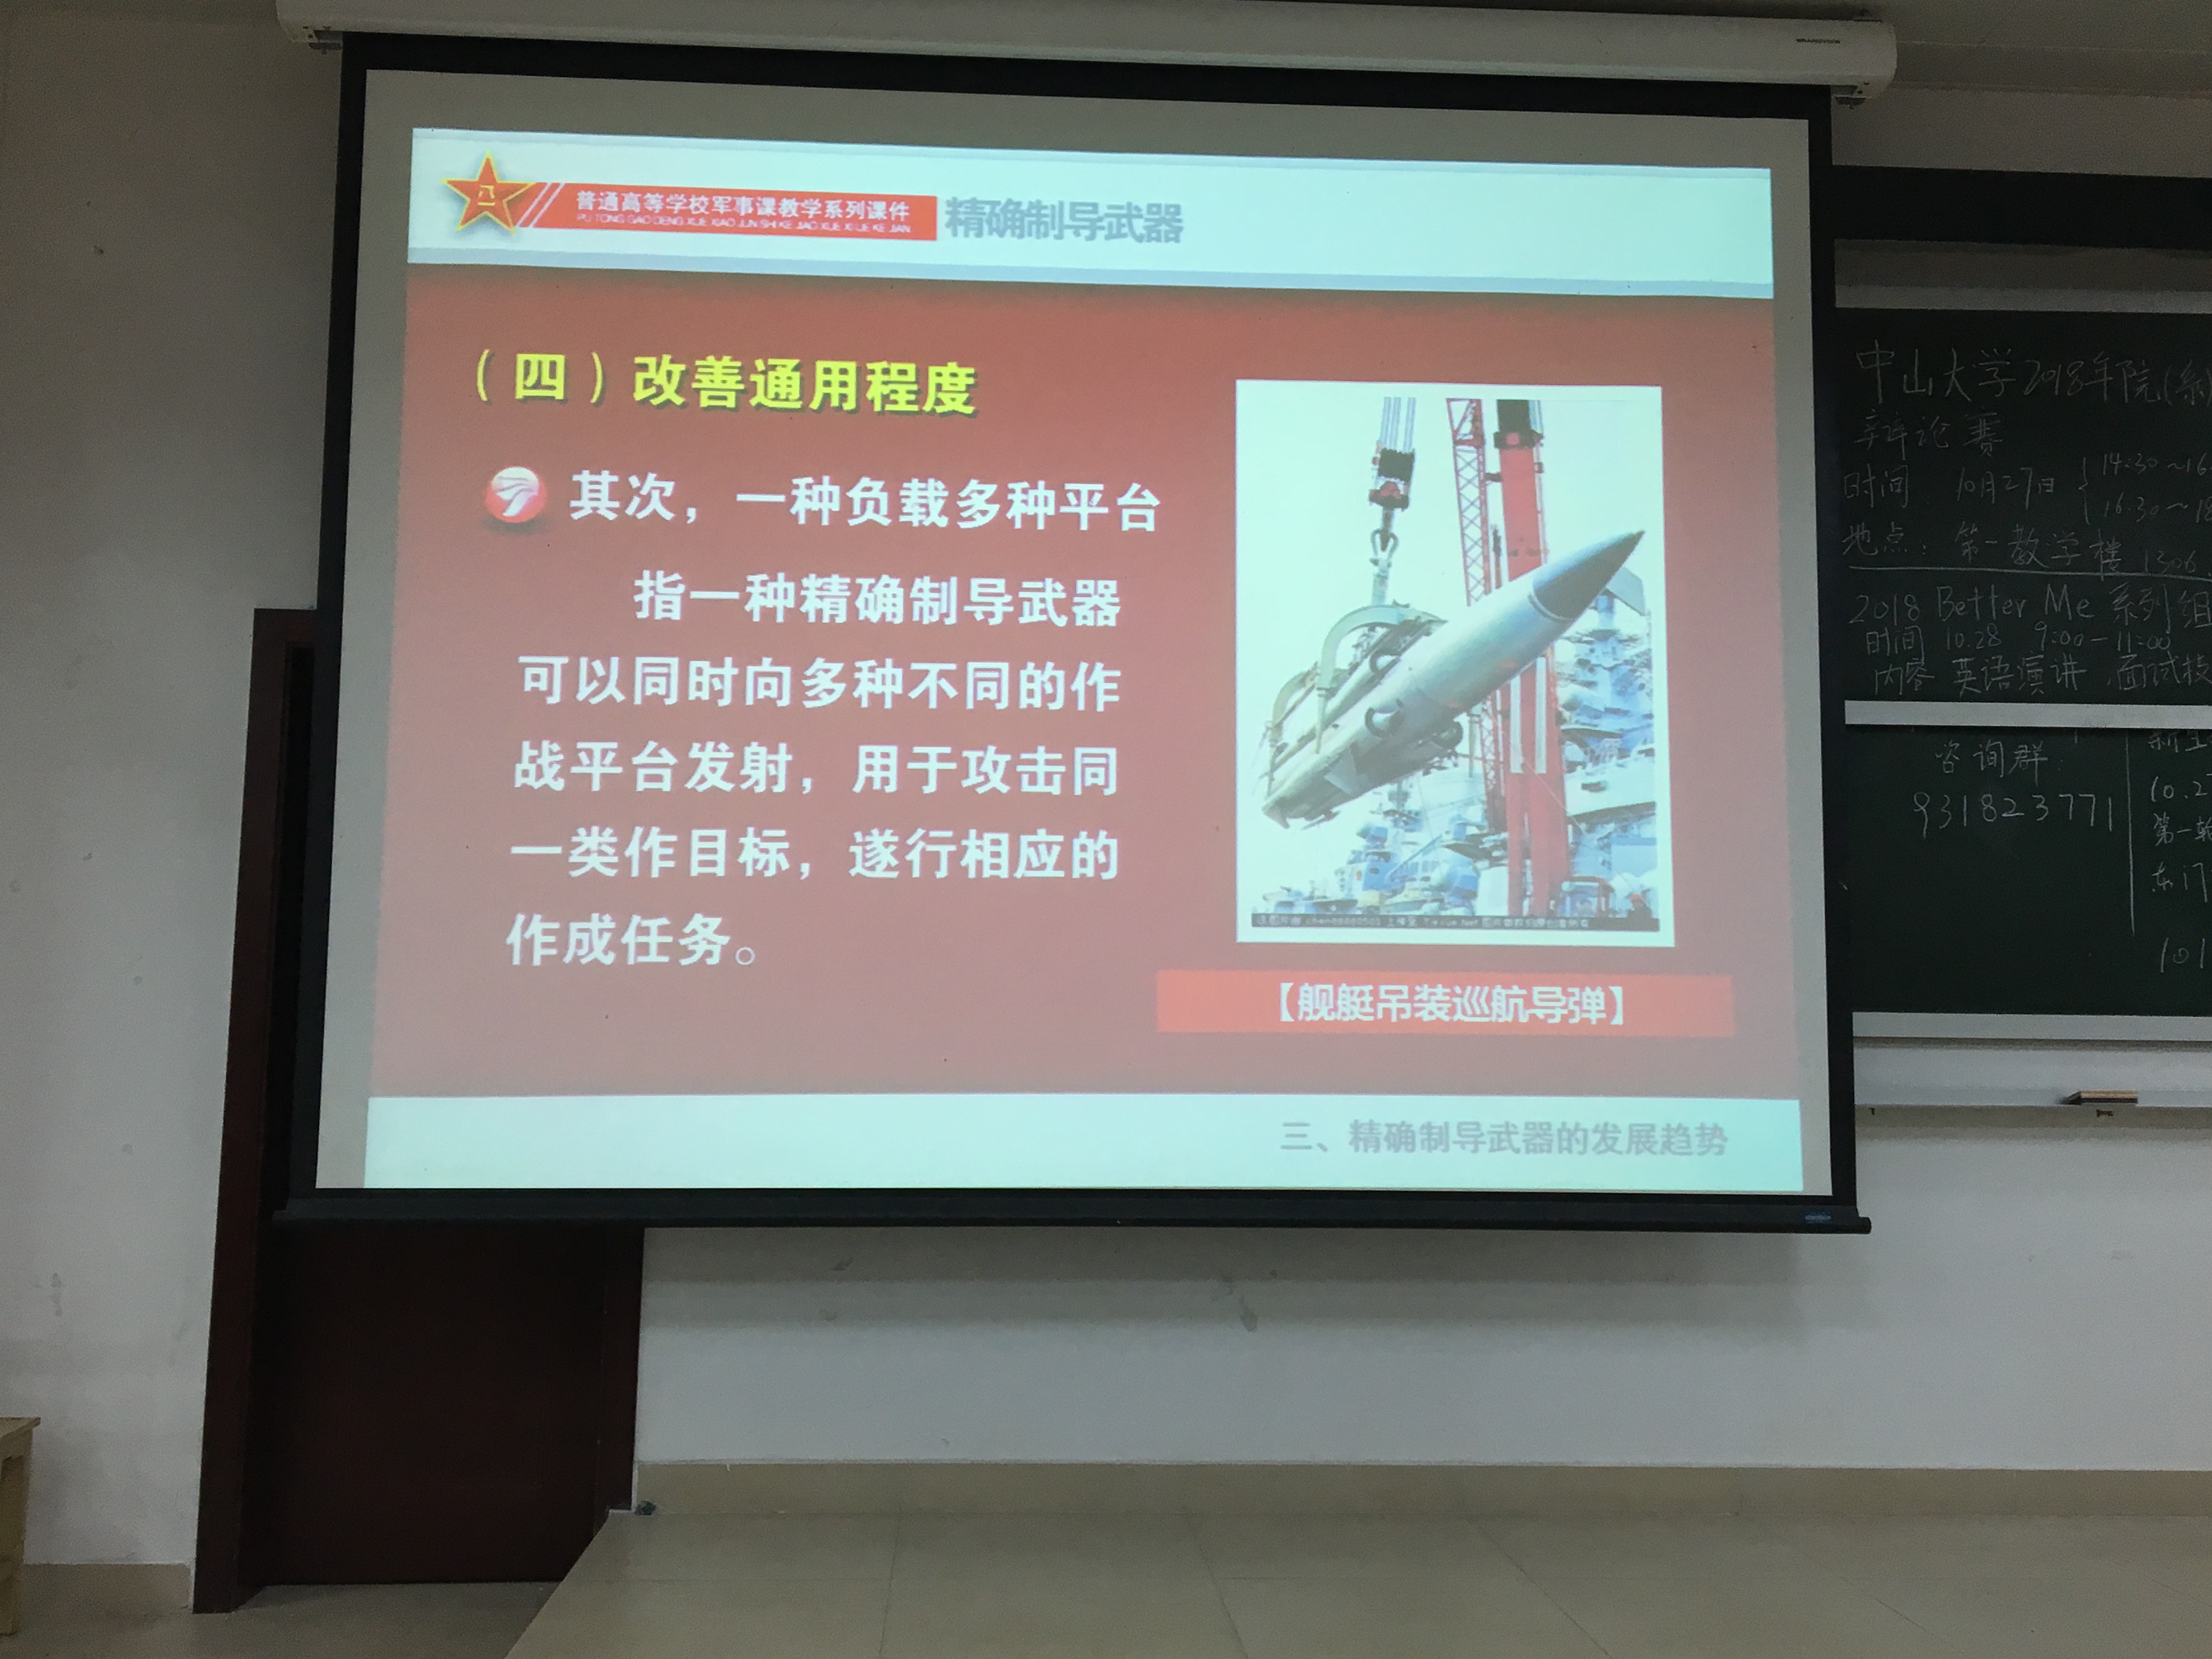 普通高等学校军事课教学系列课件
PU TONG GAO DENG XUE XIAO JUN SHI KE JIAO XUE XI LIE KE JIAN
精确制导武器
（四）改善通用程度
其次，一种负载多种平台
指一种精确制导武器
可以同时向多种不同的作
战平台发射，用于攻击同
一类作目标，遂行相应的
作成任务。
【舰艇吊装巡航导弹】
三、精确制导武器的发展趋势
中山大学2018年院(系)
辩论赛
时间 10月27日 14:30~16
16:30~18
地点：第一教学楼 1306
2018 Better Me 系列
时间 10.28 9:00-11:00
内容 英语演讲 面试技
咨询群：
931823771
10.2
第一轮
东门
101